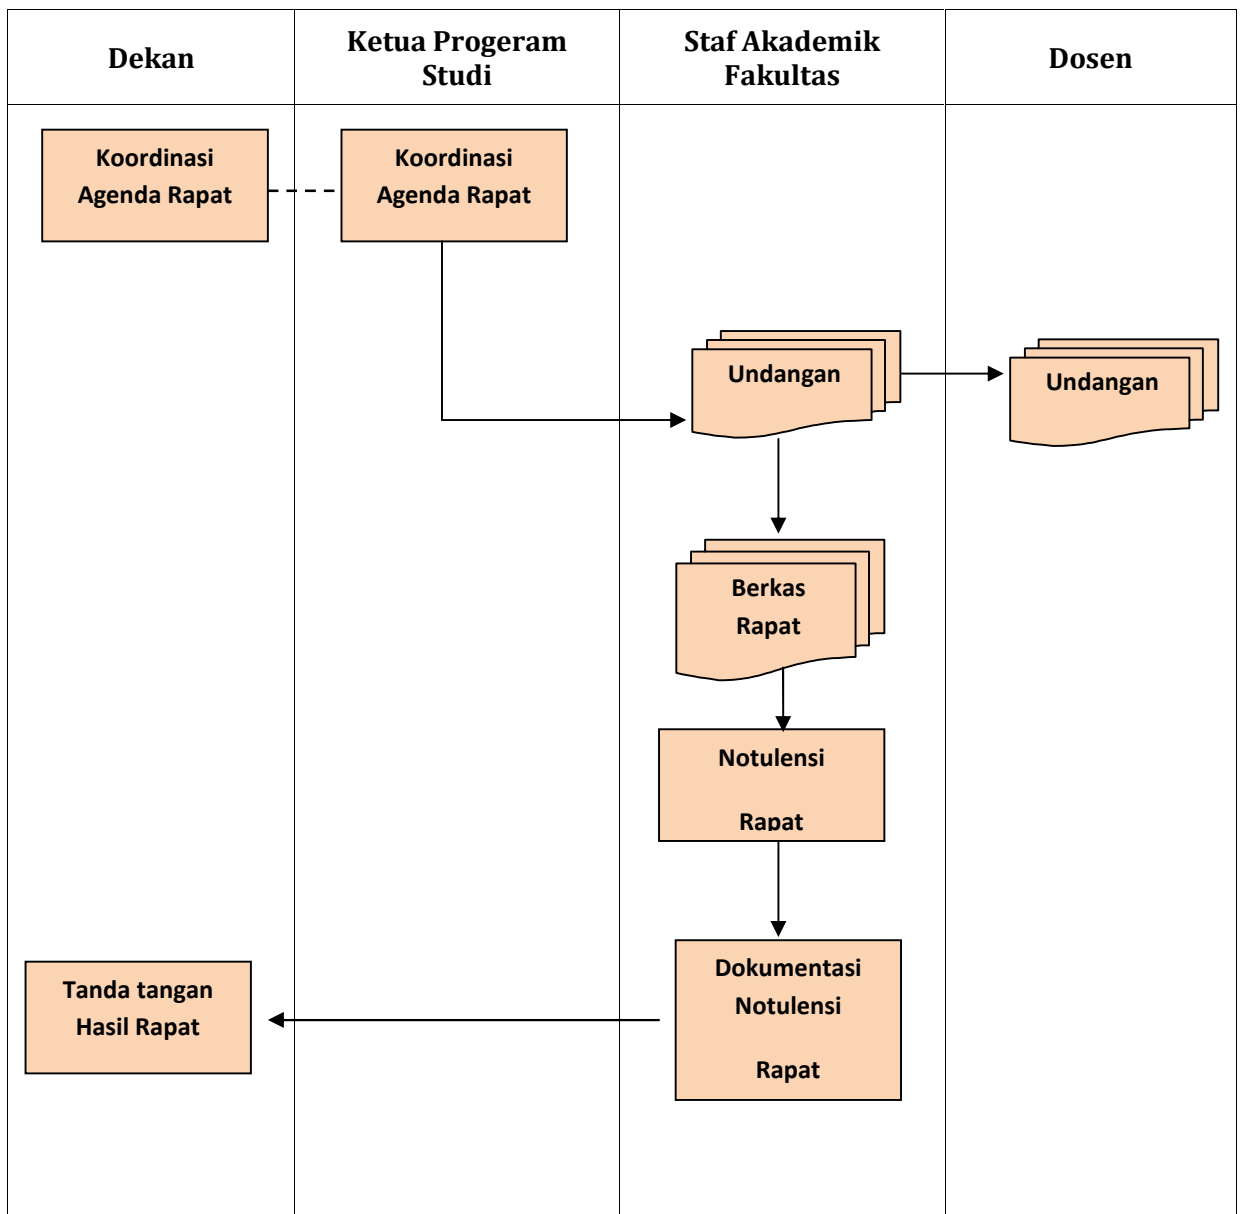 Dekan
Ketua Progeram
Studi
Staf Akademik
Fakultas
Dosen
Koordinasi
Agenda Rapat
Koordinasi
Agenda Rapat
Undangan
Undangan
Berkas
Rapat
Notulensi
Rapat
Dokumentasi
Notulensi
Rapat
Tanda tangan
Hasil Rapat